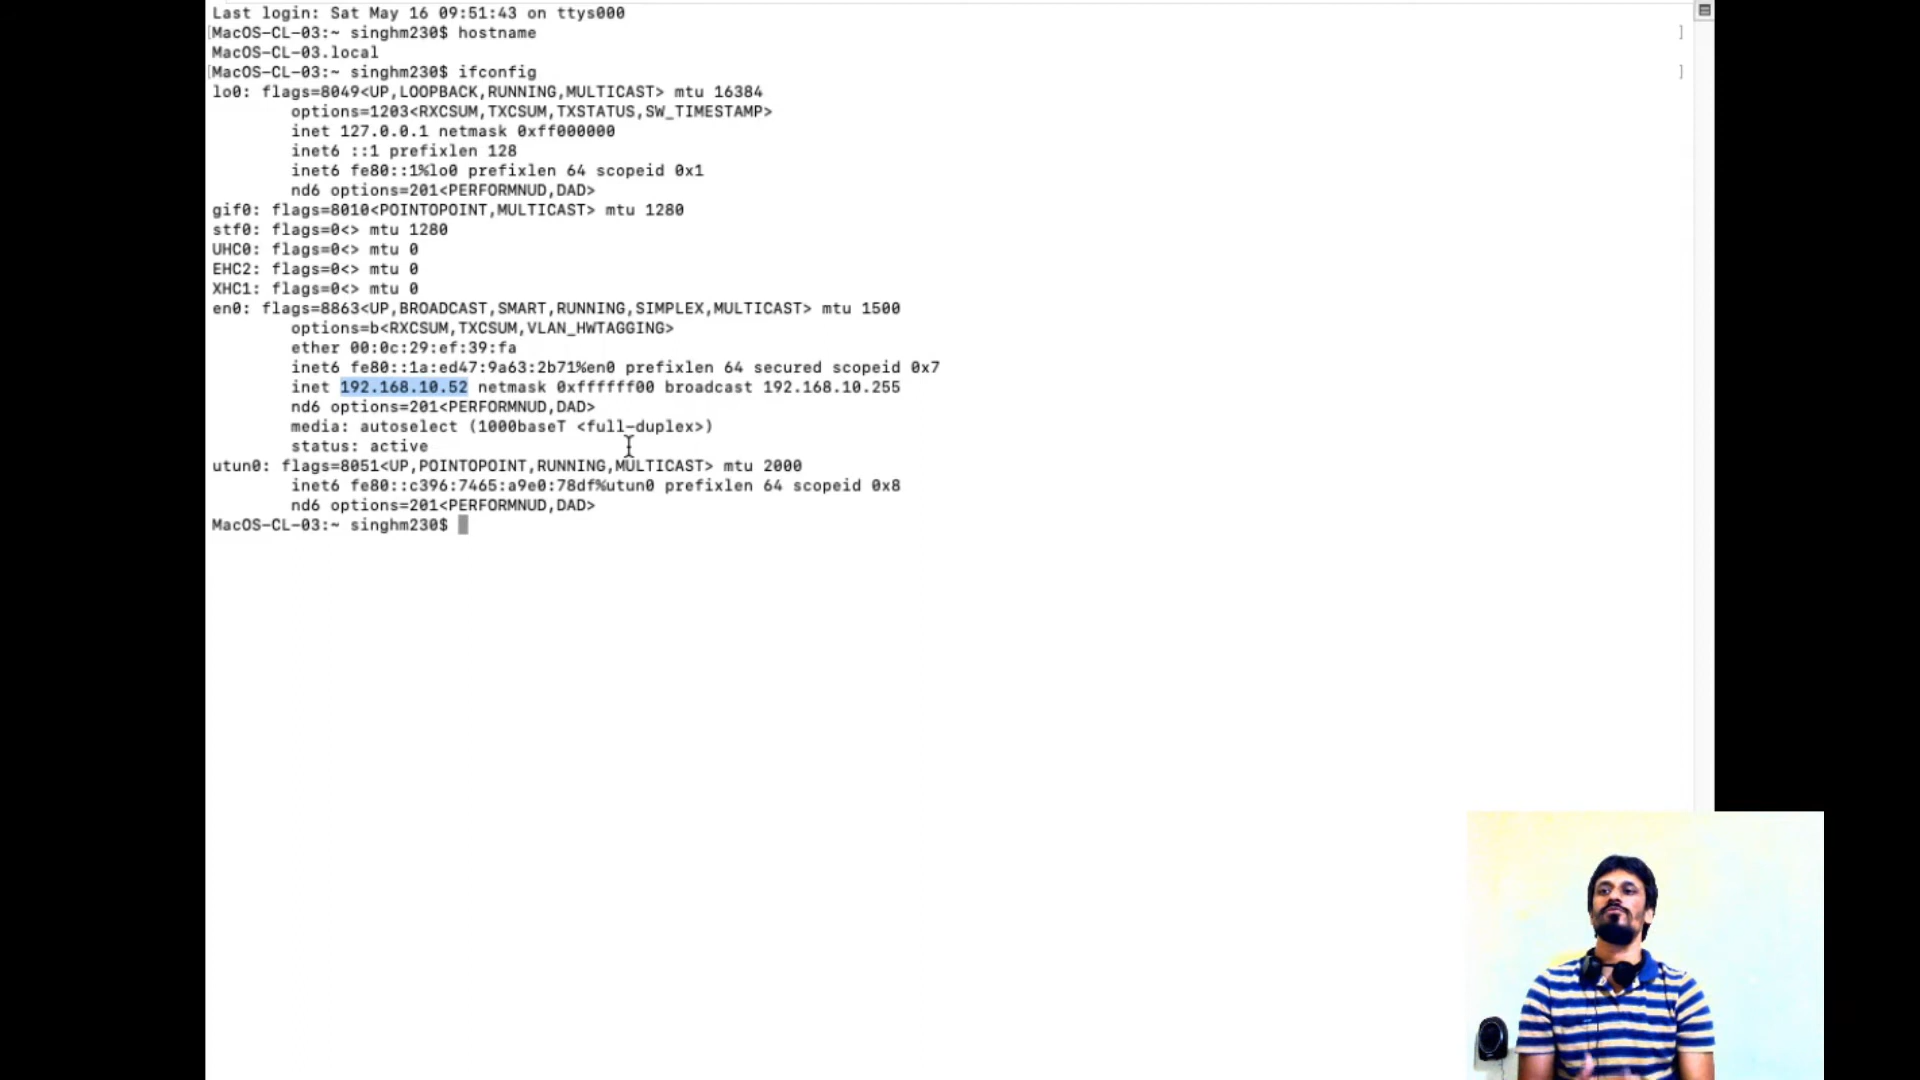 Last login: Sat May 16 09:51:43 on ttys000
[MacOS-CL-03:~ singhm230$ hostname ]
MacOS-CL-03.local
[MacOS-CL-03:~ singhm230$ ifconfig ]
lo0: flags=8049<UP,LOOPBACK,RUNNING,MULTICAST> mtu 16384
options=1203<RXCSUM,TXCSUM,TXSTATUS,SW_TIMESTAMP>
inet 127.0.0.1 netmask 0xff000000
inet6 ::1 prefixlen 128
inet6 fe80::1%lo0 prefixlen 64 scopeid 0x1
nd6 options=201<PERFORMNUD,DAD>
gif0: flags=8010<POINTOPOINT,MULTICAST> mtu 1280
stf0: flags=0<> mtu 1280
UHC0: flags=0<> mtu 0
EHC2: flags=0<> mtu 0
XHC1: flags=0<> mtu 0
en0: flags=8863<UP,BROADCAST,SMART,RUNNING,SIMPLEX,MULTICAST> mtu 1500
options=b<RXCSUM,TXCSUM,VLAN_HWTAGGING>
ether 00:0c:29:ef:39:fa
inet6 fe80::1a:ed47:9a63:2b71%en0 prefixlen 64 secured scopeid 0x7
inet 192.168.10.52 netmask 0xffffff00 broadcast 192.168.10.255
nd6 options=201<PERFORMNUD,DAD>
media: autoselect (1000baseT <full-duplex>)
status: active
utun0: flags=8051<UP,POINTOPOINT,RUNNING,MULTICAST> mtu 2000
inet6 fe80::c396:7465:a9e0:78df%utun0 prefixlen 64 scopeid 0x8
nd6 options=201<PERFORMNUD,DAD>
MacOS-CL-03:~ singhm230$